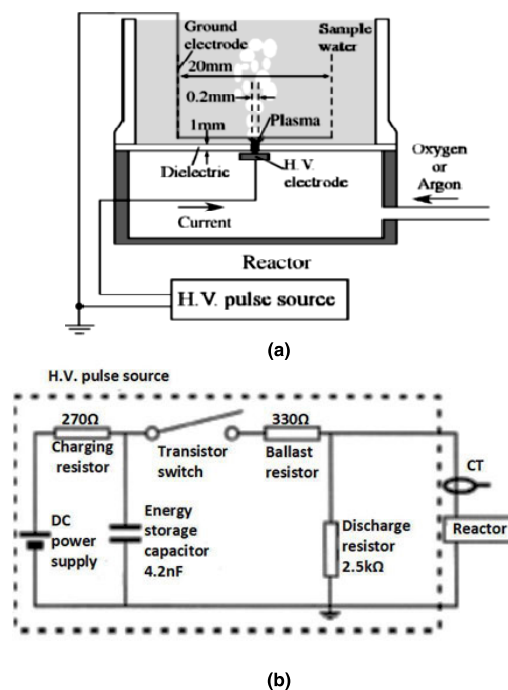 Ground
electrode
Sample
water
20mm
0.2mm
1mm
Plasma
Dielectric
H.V.
electrode
Oxygen
or
Argon
Current
Reactor
H.V. pulse source
(a)
H.V. pulse source
270Ω
Charging
resistor
Transistor
switch
330Ω
Ballast
resistor
CT
DC
power
supply
Energy
storage
capacitor
4.2nF
Discharge
resistor
2.5kΩ
Reactor
(b)